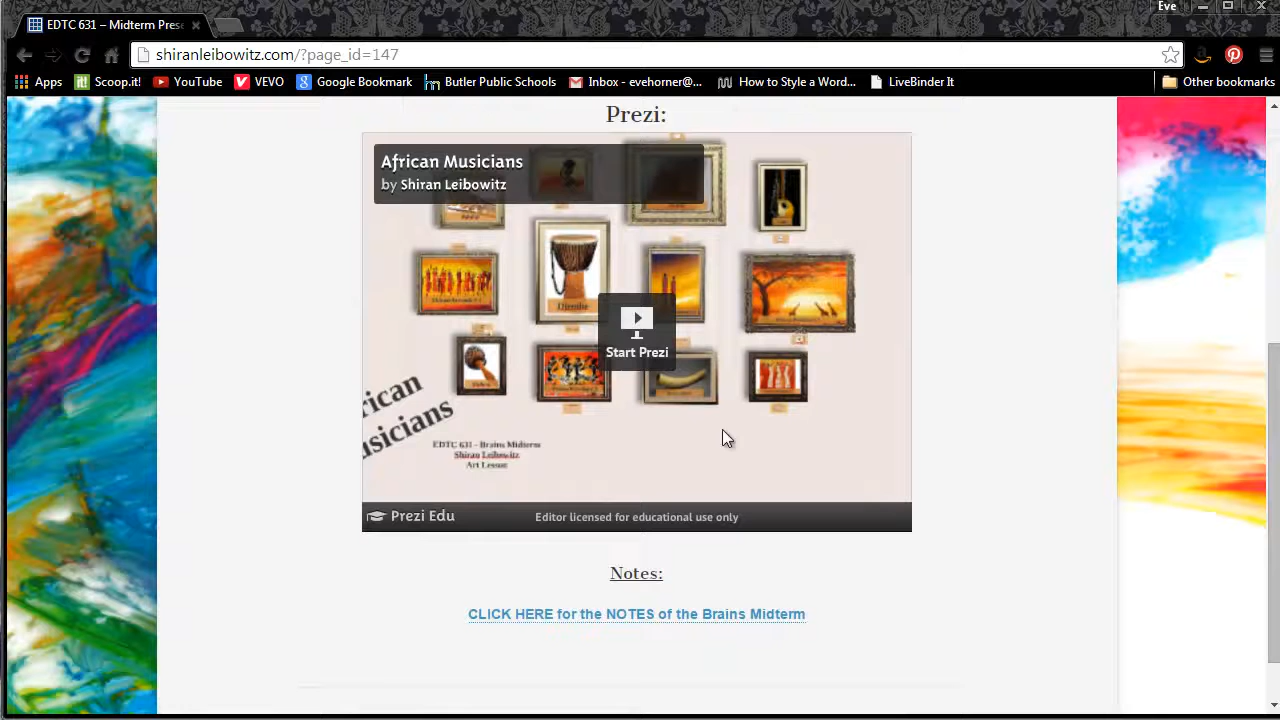 Eve
EDTC 631 – Midterm Prese
shiranleibowitz.com/?page_id=147
Apps
it!
Scoop.it!
YouTube
VEVO
Google Bookmark
Butler Public Schools
Inbox - evehorner@...
How to Style a Word...
LiveBinder It
Other bookmarks
Prezi:
African Musicians
by Shiran Leibowitz
Djembe
Start Prezi
rican
usicians
EDTC 631 - Brains Midterm
Shiran Leibowitz
Art Lesson
Prezi Edu
Editor licensed for educational use only
Notes:
CLICK HERE for the NOTES of the Brains Midterm